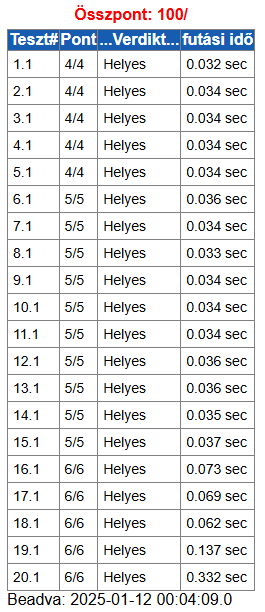 Összpont: 100/
Teszt# Pont ...Verdikt... futási idő
1.1 4/4 Helyes 0.032 sec
2.1 4/4 Helyes 0.034 sec
3.1 4/4 Helyes 0.034 sec
4.1 4/4 Helyes 0.034 sec
5.1 4/4 Helyes 0.034 sec
6.1 5/5 Helyes 0.036 sec
7.1 5/5 Helyes 0.034 sec
8.1 5/5 Helyes 0.033 sec
9.1 5/5 Helyes 0.034 sec
10.1 5/5 Helyes 0.034 sec
11.1 5/5 Helyes 0.034 sec
12.1 5/5 Helyes 0.036 sec
13.1 5/5 Helyes 0.036 sec
14.1 5/5 Helyes 0.035 sec
15.1 5/5 Helyes 0.037 sec
16.1 6/6 Helyes 0.073 sec
17.1 6/6 Helyes 0.069 sec
18.1 6/6 Helyes 0.062 sec
19.1 6/6 Helyes 0.137 sec
20.1 6/6 Helyes 0.332 sec
Beadva: 2025-01-12 00:04:09.0